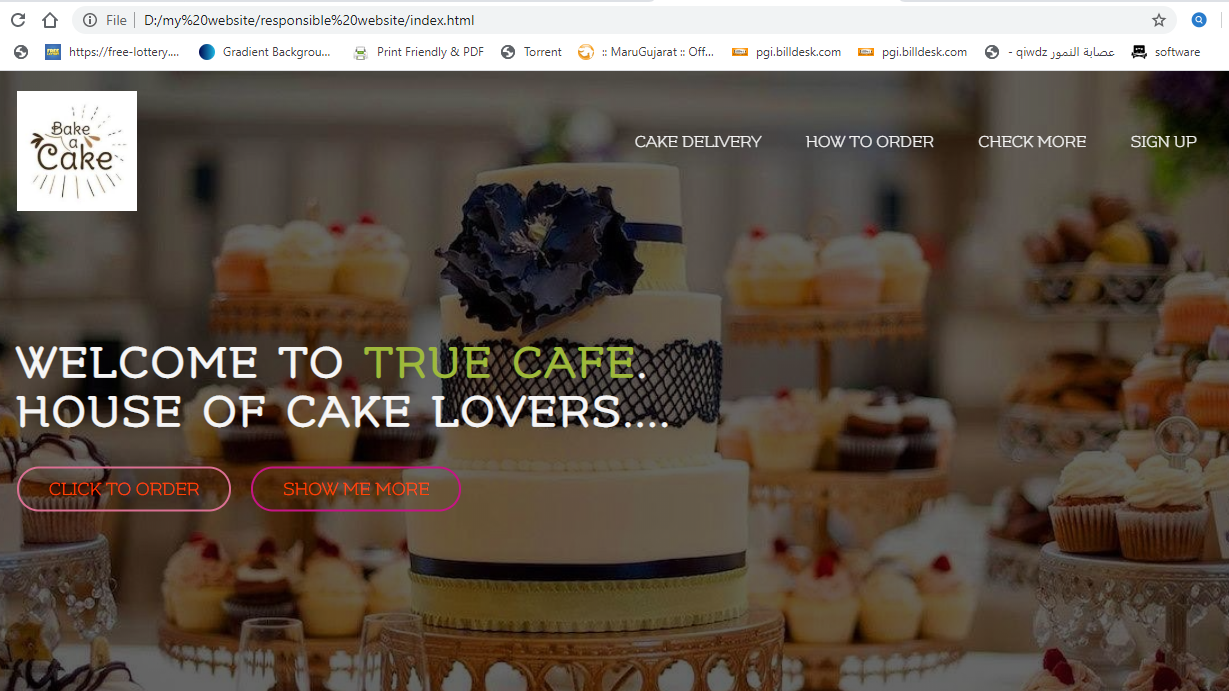 File D:/my%20website/responsible%20website/index.html
https://free-lottery.... Gradient Backgrou... Print Friendly & PDF Torrent :: MaruGujarat :: Off... pgi.billdesk.com pgi.billdesk.com - qiwdz عصابة النمور software
Bake
a
Cake
CAKE DELIVERY HOW TO ORDER CHECK MORE SIGN UP
WELCOME TO TRUE CAFE.
HOUSE OF CAKE LOVERS....
CLICK TO ORDER SHOW ME MORE